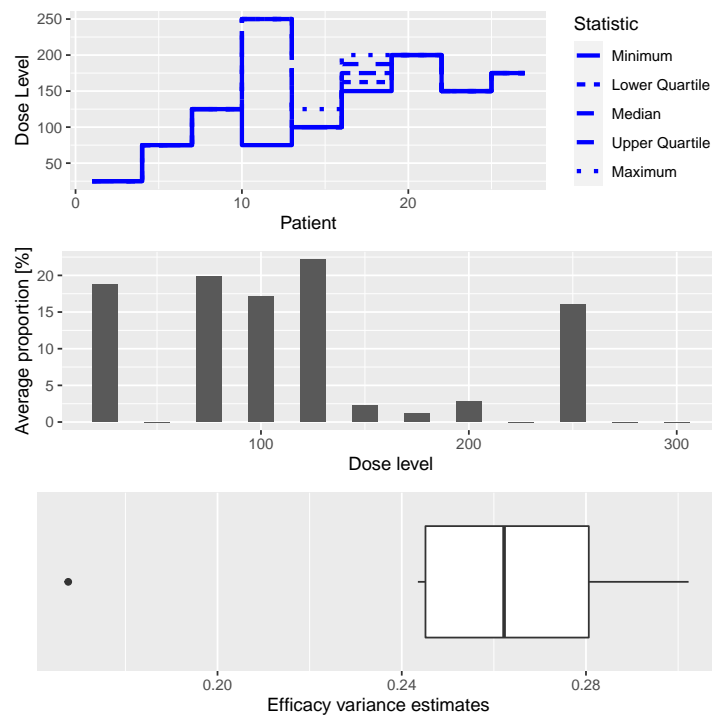 Dose Level
250
200
150
100
50
0
10
20
Patient
Statistic
Minimum
Lower Quartile
Median
Upper Quartile
Maximum
Average proportion [%]
20
15
10
5
0
100
200
300
Dose level
0.20
0.24
0.28
Efficacy variance estimates